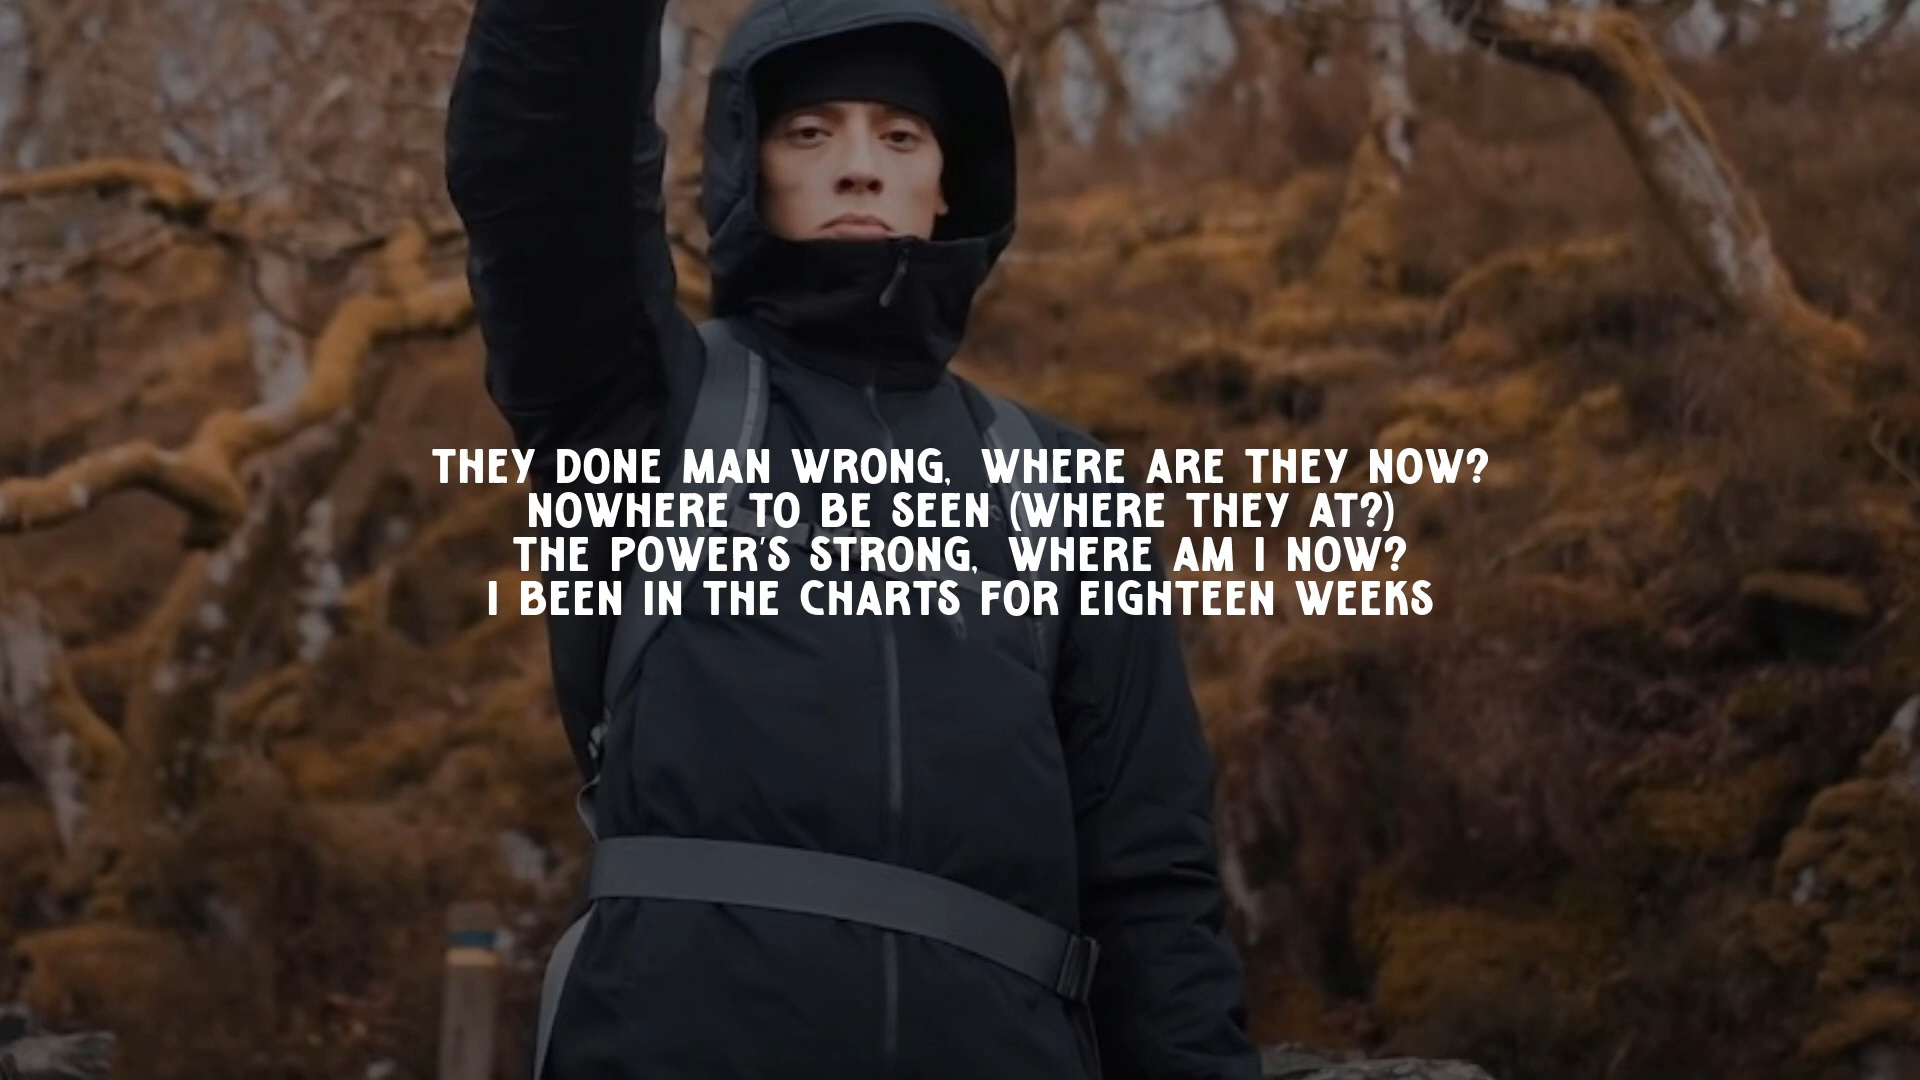 THEY DONE MAN WRONG, WHERE ARE THEY NOW?
NOWHERE TO BE SEEN (WHERE THEY AT?)
THE POWER'S STRONG, WHERE AM I NOW?
I BEEN IN THE CHARTS FOR EIGHTEEN WEEKS